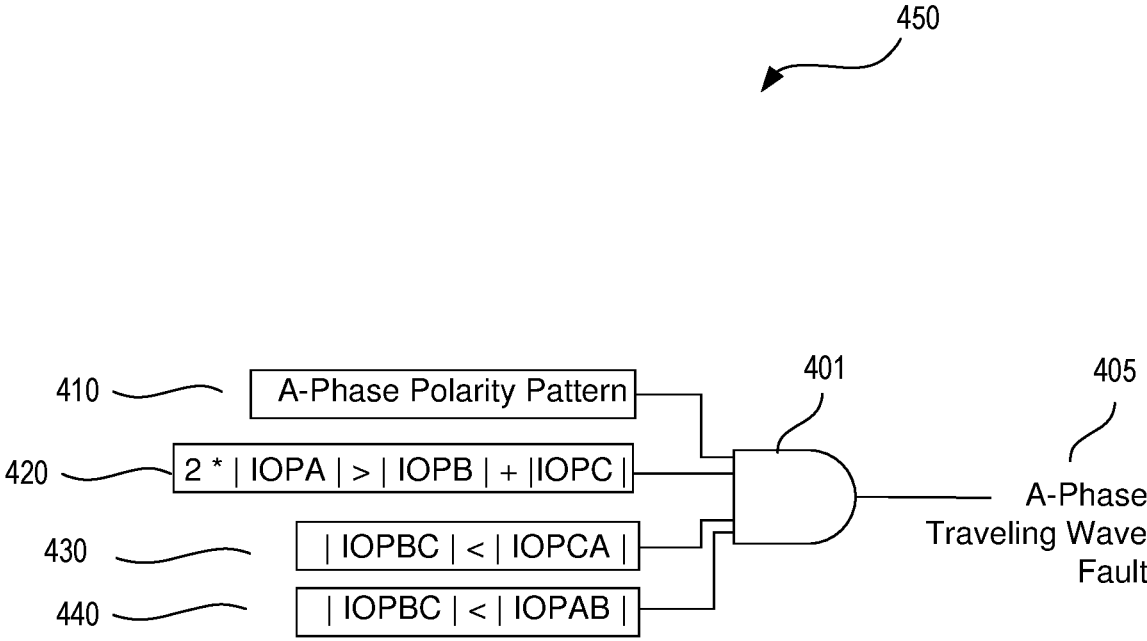 450
410
A-Phase Polarity Pattern
401
405
420
2 * | IOPA | > | IOPB | + |IOPC |
A-Phase
Traveling Wave
Fault
430
| IOPBC | < | IOPCA |
440
| IOPBC | < | IOPAB |